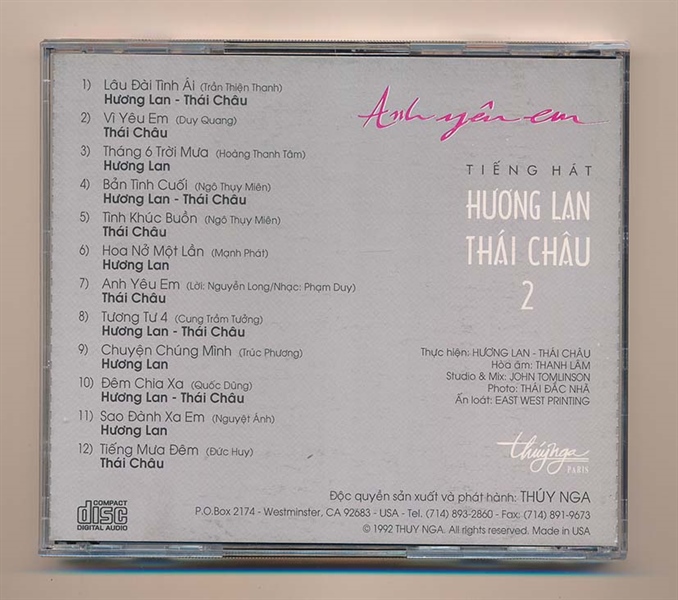 1) Lâu Đài Tình Ái (Trần Thiện Thanh)
Hương Lan - Thái Châu
2) Vì Yêu Em (Duy Quang)
Thái Châu
3) Tháng 6 Trời Mưa (Hoàng Thanh Tâm)
Hương Lan
4) Bản Tình Cuối (Ngô Thụy Miên)
Hương Lan - Thái Châu
5) Tình Khúc Buồn (Ngô Thụy Miên)
Thái Châu
6) Hoa Nở Một Lần (Mạnh Phát)
Hương Lan
7) Anh Yêu Em (Lời: Nguyễn Long/Nhạc: Phạm Duy)
Thái Châu
8) Tương Tư 4 (Cung Trầm Tưởng)
Hương Lan - Thái Châu
9) Chuyện Chúng Mình (Trúc Phương)
Hương Lan
10) Đêm Chia Xa (Quốc Dũng)
Hương Lan - Thái Châu
11) Sao Đành Xa Em (Nguyệt Ánh)
Hương Lan
12) Tiếng Mưa Đêm (Đức Huy)
Thái Châu
Anh yêu em
TIẾNG HÁT
HƯƠNG LAN
THÁI CHÂU
2
Thực hiện: HƯƠNG LAN - THÁI CHÂU
Hòa âm: THANH LÂM
Studio & Mix: JOHN TOMLINSON
Photo: THÁI ĐẮC NHÃ
Ấn loát: EAST WEST PRINTING
thúy nga
PARIS
COMPACT
disc
DIGITAL AUDIO
Độc quyền sản xuất và phát hành: THÚY NGA
P.O.Box 2174 - Westminster, CA 92683 - USA - Tel. (714) 893-2860 - Fax: (714) 891-9673
© 1992 THUY NGA. All rights reserved. Made in USA